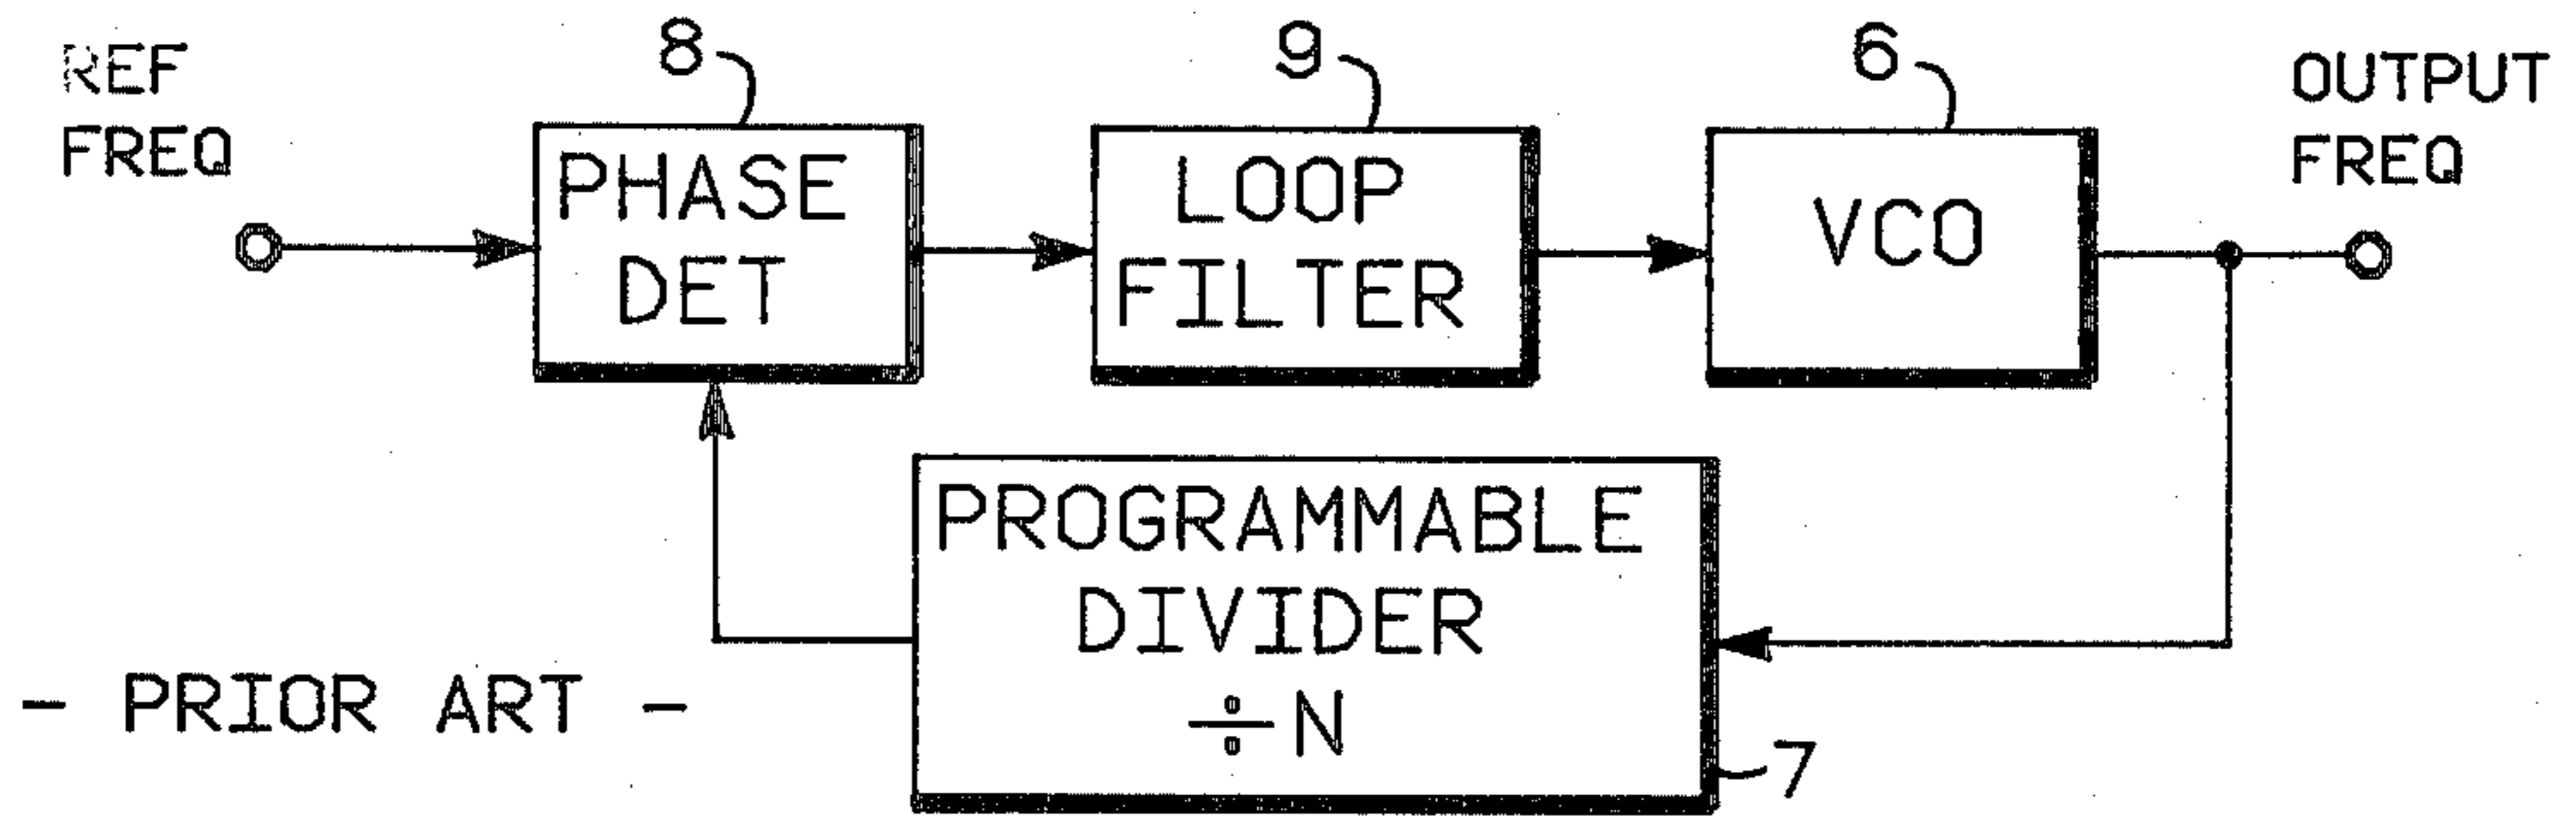 REF
FREQ
8
9
6
OUTPUT
FREQ
PHASE
DET
LOOP
FILTER
VCO
PROGRAMMABLE
DIVIDER
÷N
7
- PRIOR ART -